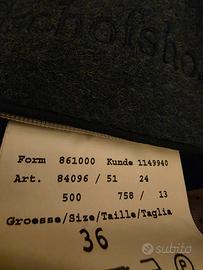 Form 861000 Kunde 1149940
Art. 84096 / 51 24
500 758 / 13
Groesse/Size/Taille/Taglia
36
P
subito